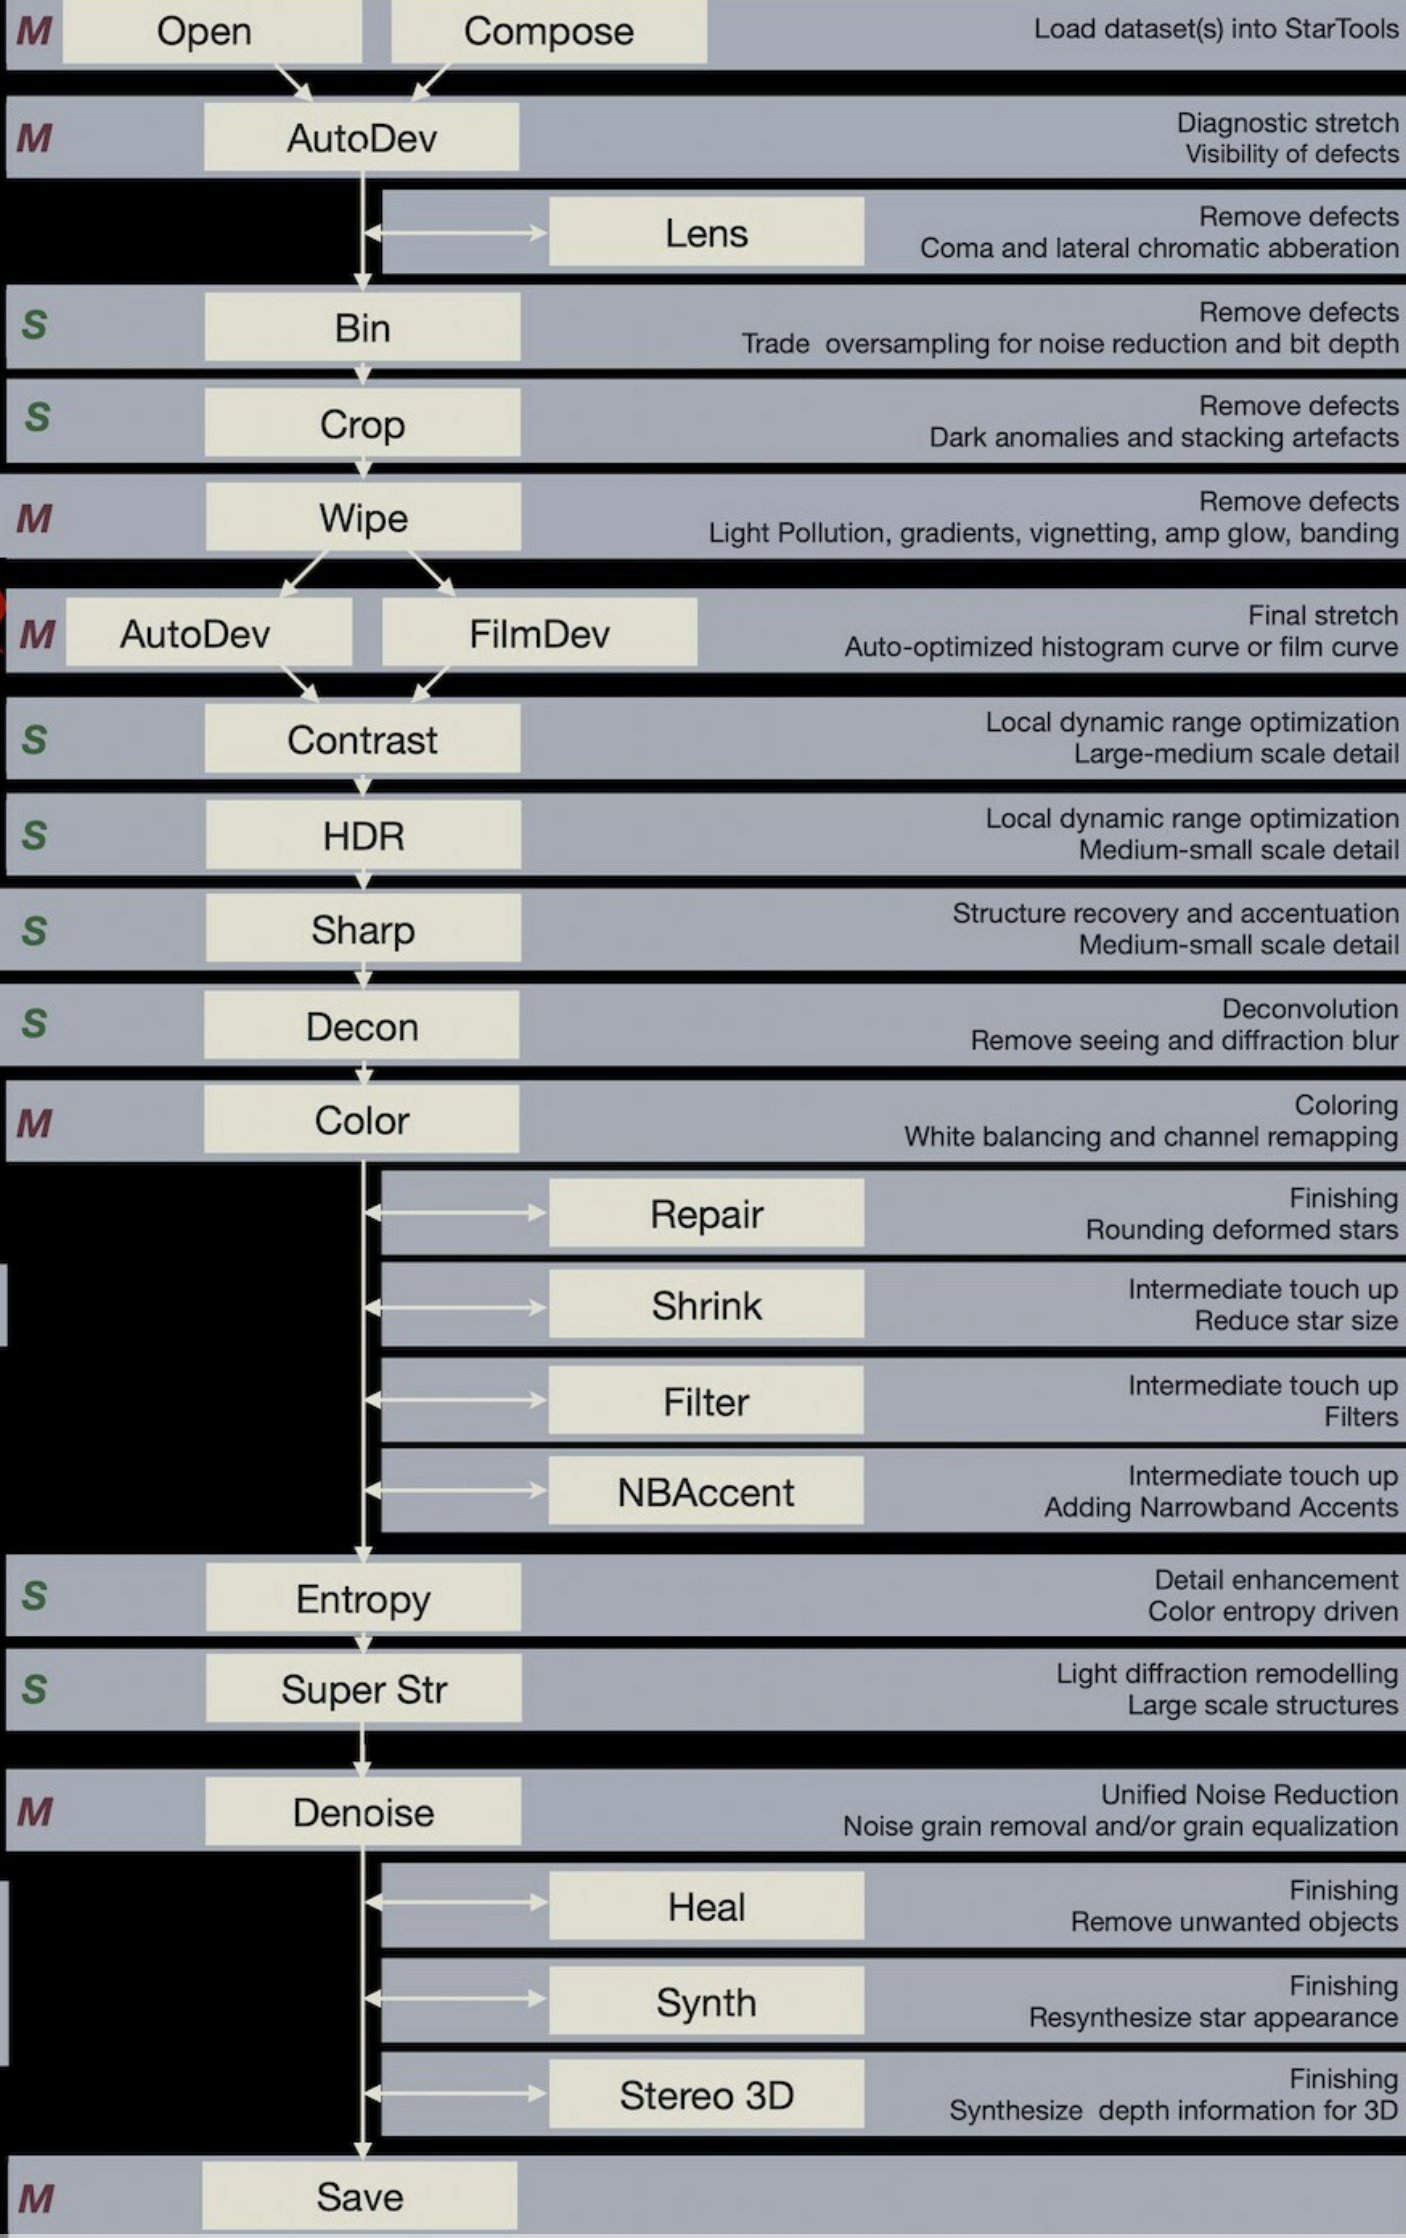 M Open Compose Load dataset(s) into StarTools
M AutoDev Diagnostic stretch
Visibility of defects
Lens Remove defects
Coma and lateral chromatic abberation
S Bin Remove defects
Trade oversampling for noise reduction and bit depth
S Crop Remove defects
Dark anomalies and stacking artefacts
M Wipe Remove defects
Light Pollution, gradients, vignetting, amp glow, banding
M AutoDev FilmDev Final stretch
Auto-optimized histogram curve or film curve
S Contrast Local dynamic range optimization
Large-medium scale detail
S HDR Local dynamic range optimization
Medium-small scale detail
S Sharp Structure recovery and accentuation
Medium-small scale detail
S Decon Deconvolution
Remove seeing and diffraction blur
M Color Coloring
White balancing and channel remapping
Repair Finishing
Rounding deformed stars
Shrink Intermediate touch up
Reduce star size
Filter Intermediate touch up
Filters
NBAccent Intermediate touch up
Adding Narrowband Accents
S Entropy Detail enhancement
Color entropy driven
S Super Str Light diffraction remodelling
Large scale structures
M Denoise Unified Noise Reduction
Noise grain removal and/or grain equalization
Heal Finishing
Remove unwanted objects
Synth Finishing
Resynthesize star appearance
Stereo 3D Finishing
Synthesize depth information for 3D
M Save